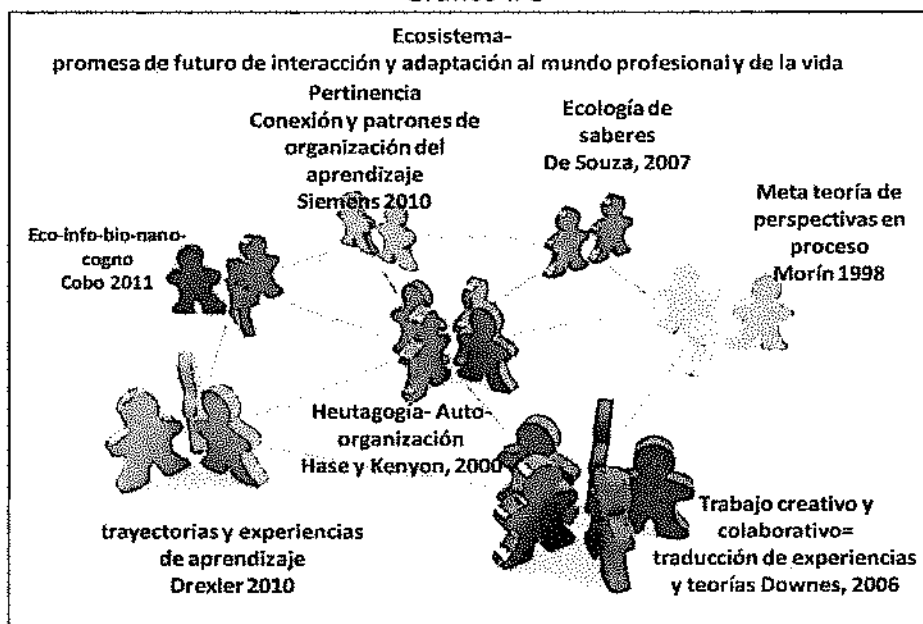 Ecosistema-
promesa de futuro de interacción y adaptación al mundo profesional y de la vida
Pertinencia
Conexión y patrones de
organización del
aprendizaje
Siemens 2010
Ecología de
saberes
De Souza, 2007
Meta teoría de
perspectivas en
proceso
Morín 1998
Eco-info-bio-nano-
cogno
Cobo 2011
Heutagogía- Auto-
organización
Hase y Kenyon, 2000
trayectorias y experiencias
de aprendizaje
Drexler 2010
Trabajo creativo y
colaborativo=
traducción de experiencias
y teorías Downes, 2006